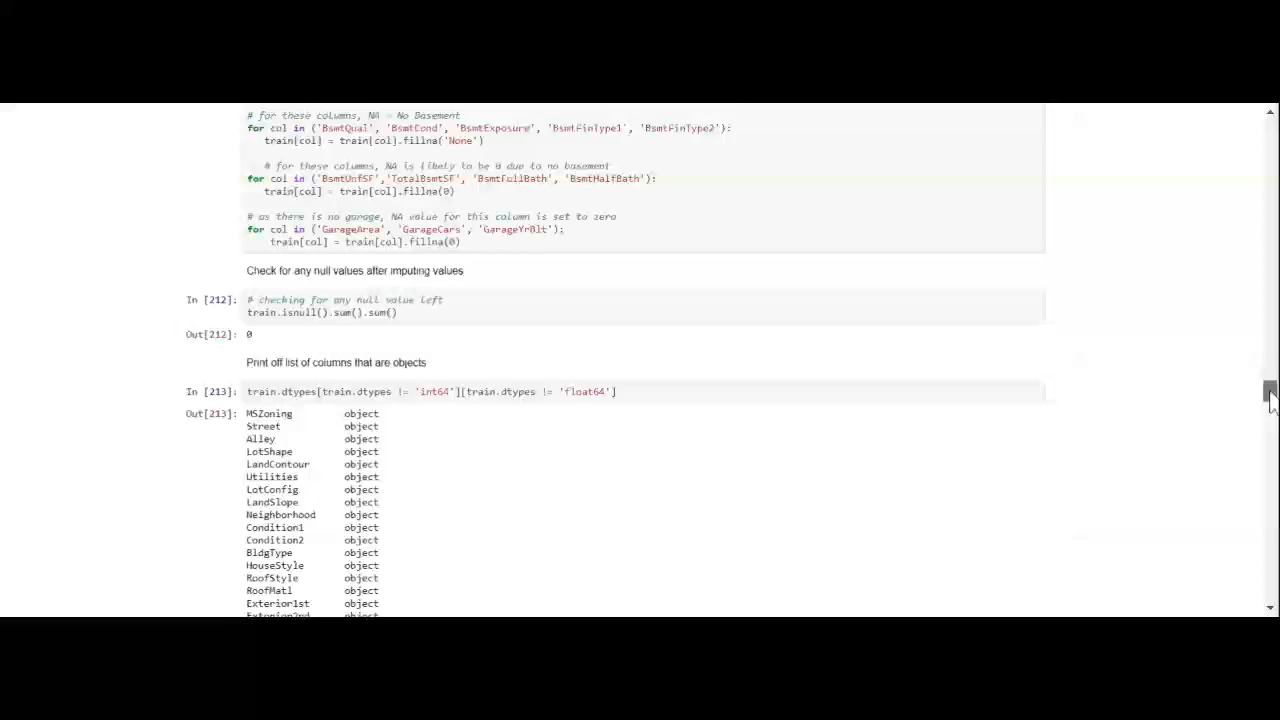 # for these columns, NA = No Basement
for col in ('BsmtQual', 'BsmtCond', 'BsmtExposure', 'BsmtFinType1', 'BsmtFinType2'):
train[col] = train[col].fillna('None')
# for these columns, NA is likely to be 0 due to no basement
for col in ('BsmtUnfSF','TotalBsmtSF', 'BsmtFullBath', 'BsmtHalfBath'):
train[col] = train[col].fillna(0)
# as there is no garage, NA value for this column is set to zero
for col in ('GarageArea', 'GarageCars', 'GarageYrBlt'):
train[col] = train[col].fillna(0)
Check for any null values after imputing values
In [212]: # checking for any null value left
train.isnull().sum().sum()
Out[212]: 0
Print off list of columns that are objects
In [213]: train.dtypes[train.dtypes != 'int64'][train.dtypes != 'float64']
Out[213]: MSZoning object
Street object
Alley object
LotShape object
LandContour object
Utilities object
LotConfig object
LandSlope object
Neighborhood object
Condition1 object
Condition2 object
BldgType object
HouseStyle object
RoofStyle object
RoofMatl object
Exterior1st object
Exterior2nd object